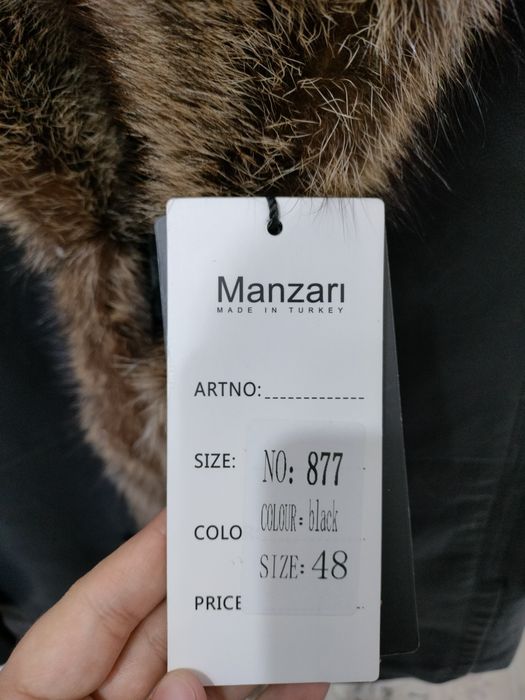 Manzarı
MADE IN TURKEY
ARTNO:
SIZE:
NO: 877
COLOUR: black
COLO
SIZE: 48
PRICE